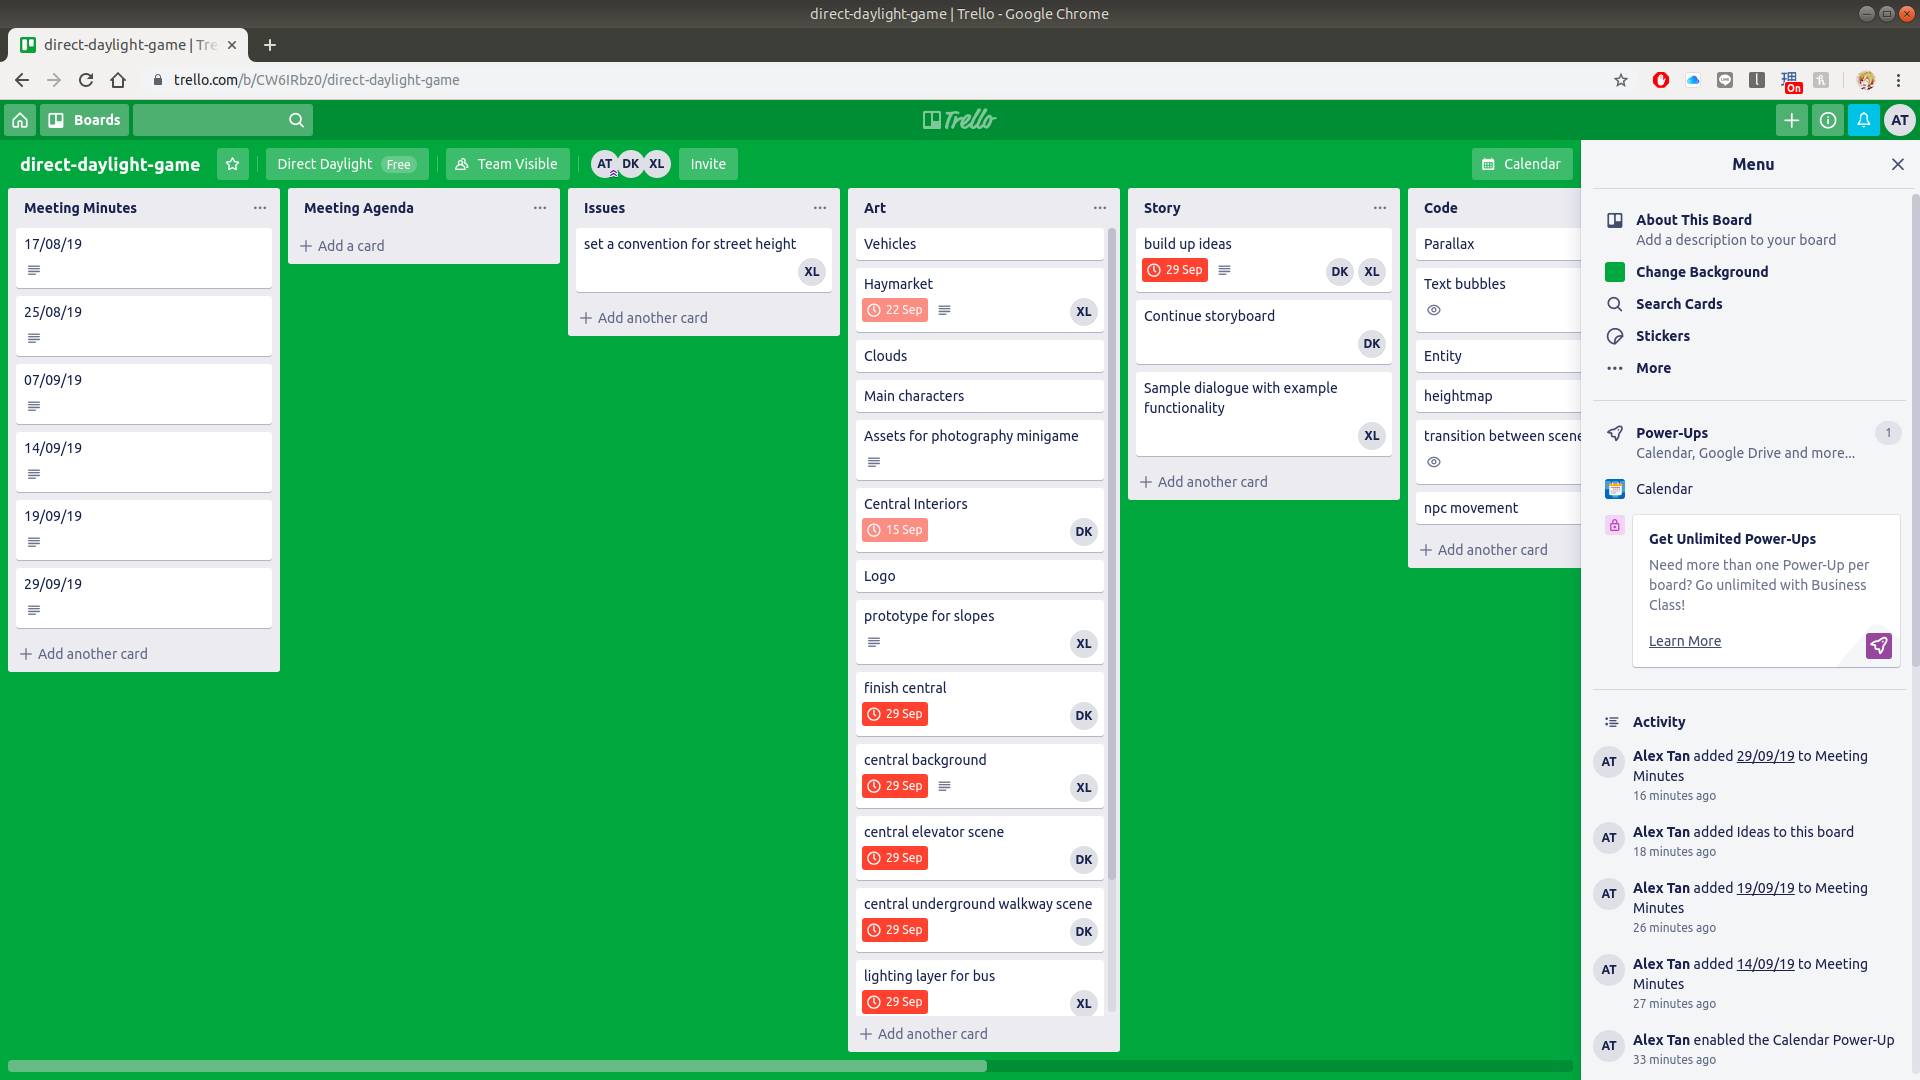 direct-daylight-game | Trello - Google Chrome
direct-daylight-game | Tre
trello.com/b/CW6IRbz0/direct-daylight-game
On
Boards
Trello
AT
direct-daylight-game
Direct Daylight Free
Team Visible
AT DK XL
Invite
Calendar
Meeting Minutes
17/08/19
25/08/19
07/09/19
14/09/19
19/09/19
29/09/19
+ Add another card
Meeting Agenda
+ Add a card
Issues
set a convention for street height
XL
+ Add another card
Art
Vehicles
Haymarket
22 Sep
XL
Clouds
Main characters
Assets for photography minigame
Central Interiors
15 Sep
DK
Logo
prototype for slopes
XL
finish central
29 Sep
DK
central background
29 Sep
XL
central elevator scene
29 Sep
DK
central underground walkway scene
29 Sep
DK
lighting layer for bus
29 Sep
XL
+ Add another card
Story
build up ideas
29 Sep
DK XL
Continue storyboard
DK
Sample dialogue with example
functionality
XL
+ Add another card
Code
Parallax
Text bubbles
Entity
heightmap
transition between scene
npc movement
+ Add another card
Menu
About This Board
Add a description to your board
Change Background
Search Cards
Stickers
More
Power-Ups
1
Calendar, Google Drive and more...
Calendar
Get Unlimited Power-Ups
Need more than one Power-Up per
board? Go unlimited with Business
Class!
Learn More
Activity
AT
Alex Tan added 29/09/19 to Meeting
Minutes
16 minutes ago
AT
Alex Tan added Ideas to this board
18 minutes ago
AT
Alex Tan added 19/09/19 to Meeting
Minutes
26 minutes ago
AT
Alex Tan added 14/09/19 to Meeting
Minutes
27 minutes ago
AT
Alex Tan enabled the Calendar Power-Up
33 minutes ago